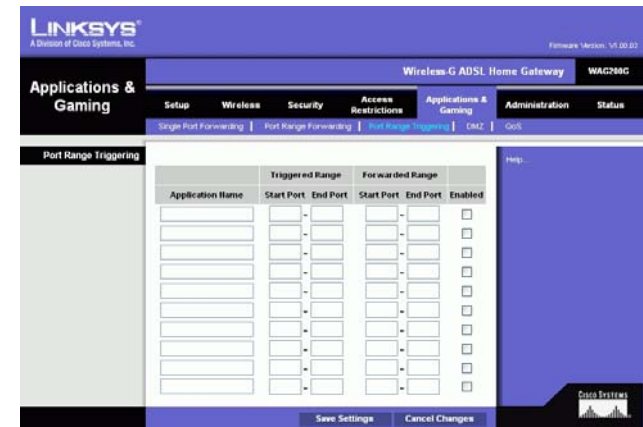 LINKSYS®
A Division of Cisco Systems, Inc.
Firmware Version: V1.00.03
Wireless-G ADSL Home Gateway WAG200G
Applications & Gaming
Setup Wireless Security Access Restrictions Applications & Gaming Administration Status
Single Port Forwarding | Port Range Forwarding | Port Range Triggering | DMZ | QoS
Port Range Triggering
Help...
Triggered Range Forwarded Range
Application Name Start Port End Port Start Port End Port Enabled
- -
- -
- -
- -
- -
- -
- -
- -
- -
- -
Save Settings Cancel Changes
CISCO SYSTEMS